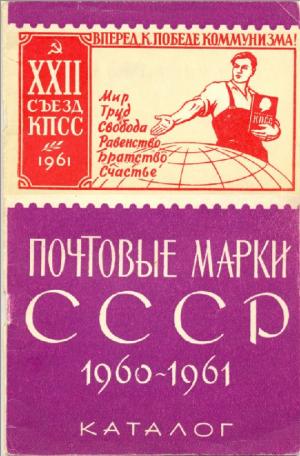 ВПЕРЕД, К ПОБЕДЕ КОММУНИЗМА!
XXII
СЪЕЗД
КПСС
1961
Мир
Труд
Свобода
Равенство
Братство
Счастье
КПСС
ПОЧТОВЫЕ МАРКИ
СССР
1960~1961
КАТАЛОГ